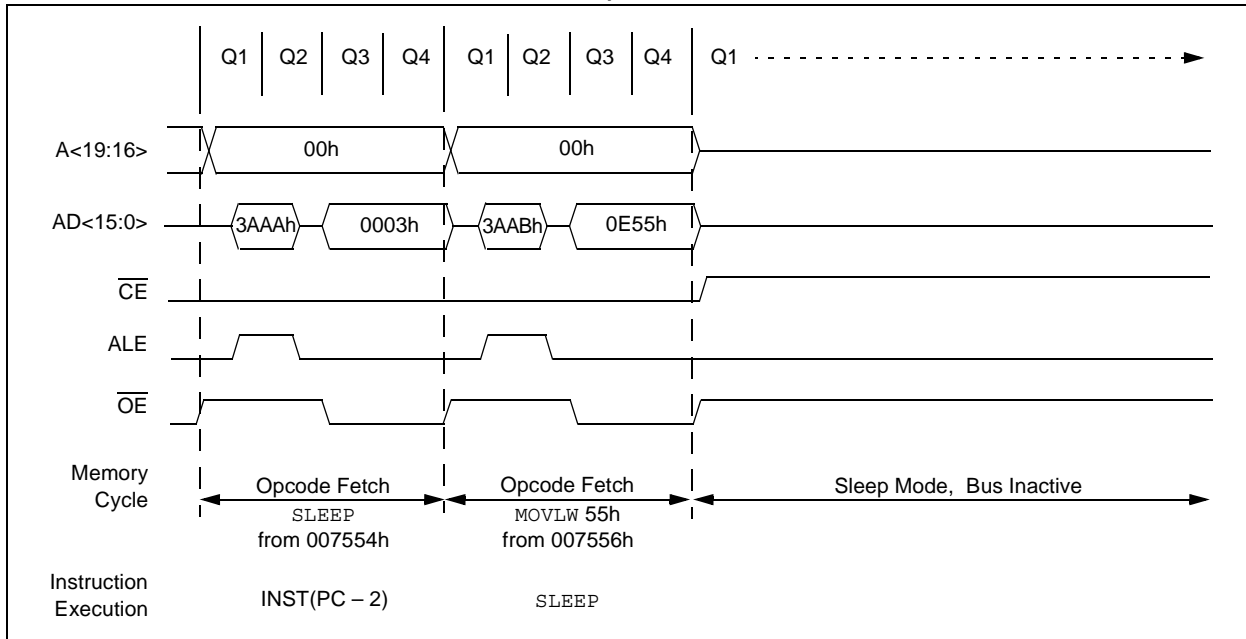 Q1 Q2 Q3 Q4 Q1 Q2 Q3 Q4 Q1
A<19:16> 00h 00h
AD<15:0> 3AAAh 0003h 3AABh 0E55h
CE
ALE
OE
Memory
Cycle
Opcode Fetch
SLEEP
from 007554h
Opcode Fetch
MOVLW 55h
from 007556h
Sleep Mode, Bus Inactive
Instruction
Execution
INST(PC – 2)
SLEEP